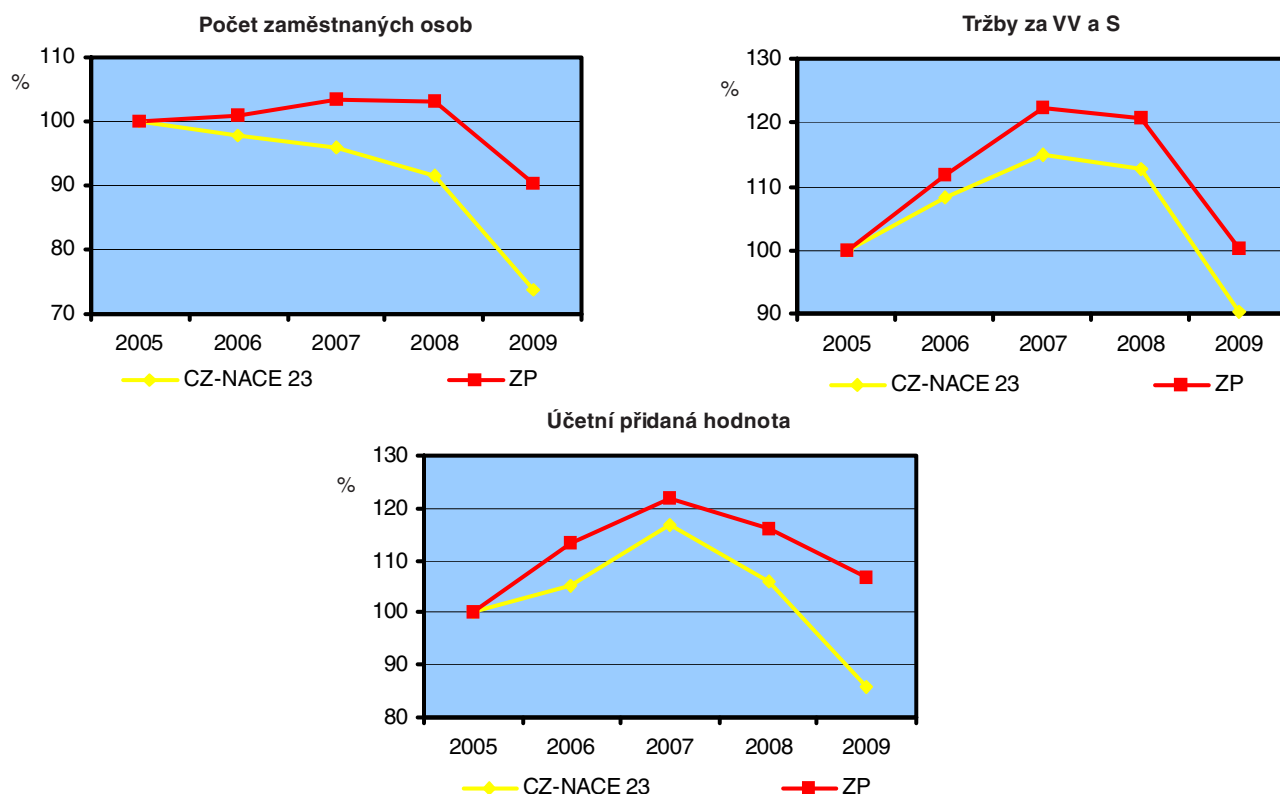 Počet zaměstnaných osob
%
110
100
90
80
70
2005 2006 2007 2008 2009
CZ-NACE 23 ZP
Tržby za VV a S
%
130
120
110
100
90
2005 2006 2007 2008 2009
CZ-NACE 23 ZP
Účetní přidaná hodnota
%
130
120
110
100
90
80
2005 2006 2007 2008 2009
CZ-NACE 23 ZP